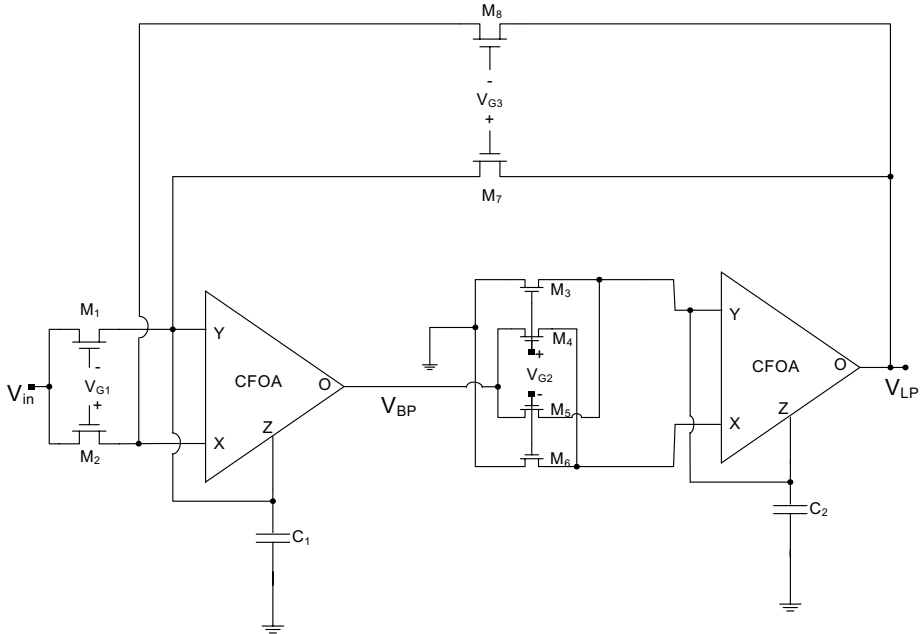 M8
-
VG3
+
M7
M1
-
VG1
+
M2
Vin
Y
CFOA
O
X
Z
C1
VBP
M3
M4
+
VG2
-
M5
M6
Y
CFOA
O
X
Z
C2
VLP